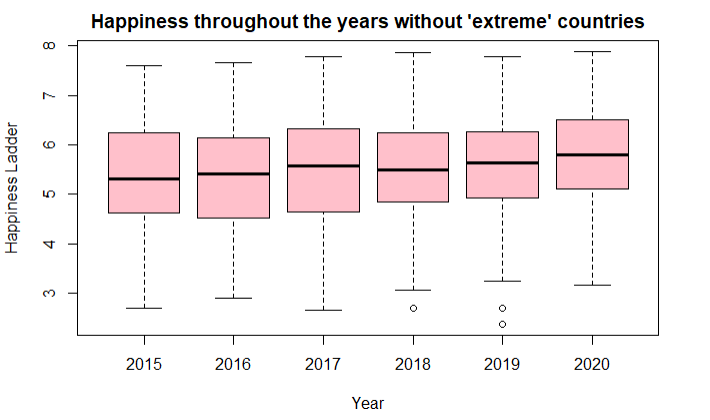 Happiness throughout the years without 'extreme' countries
Happiness Ladder
8
7
6
5
4
3
2015 2016 2017 2018 2019 2020
Year